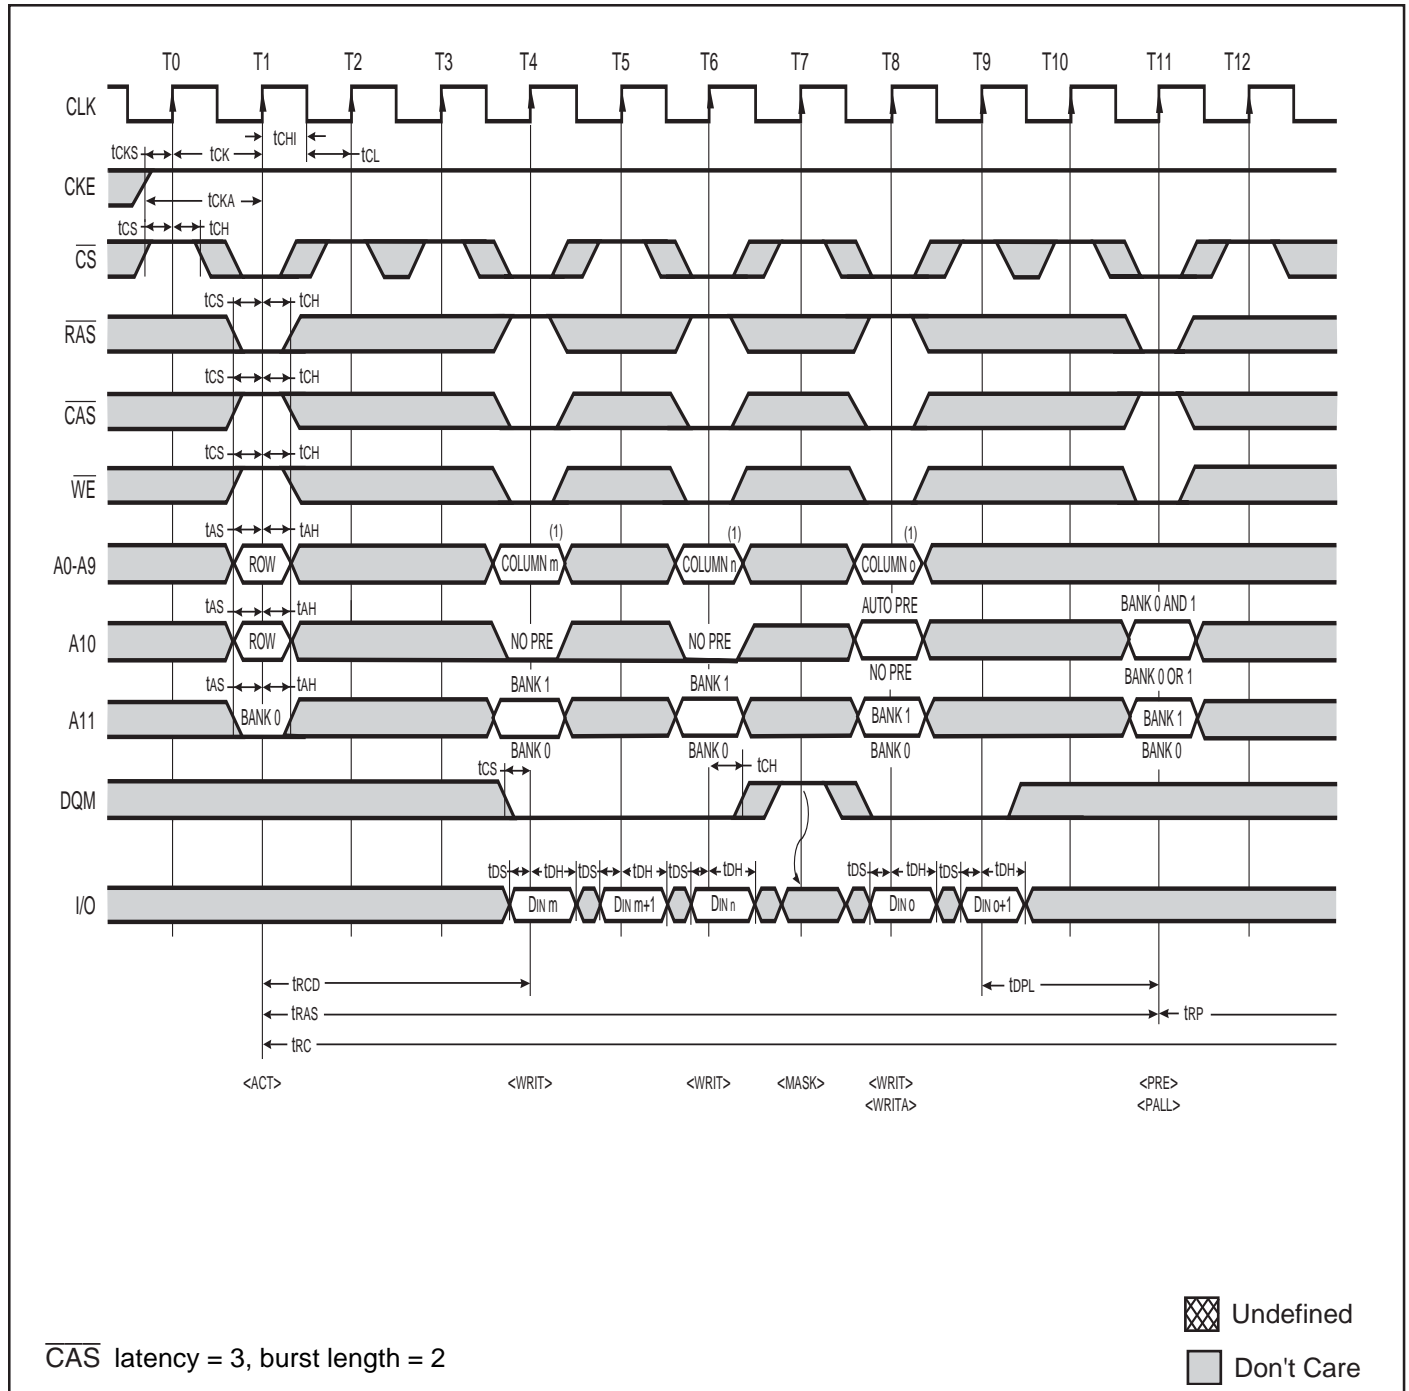 T0 T1 T2 T3 T4 T5 T6 T7 T8 T9 T10 T11 T12
CLK
tCHI
tCKS tCK tCL
CKE
tCKA
tCS tCH
CS
tCS tCH
RAS
tCS tCH
CAS
tCS tCH
WE
tAS tAH (1) (1) (1)
A0-A9 ROW COLUMN m COLUMN n COLUMN o
tAS tAH AUTO PRE BANK 0 AND 1
A10 ROW NO PRE NO PRE
NO PRE BANK 0 OR 1
tAS tAH BANK 1 BANK 1
A11 BANK 0 BANK 1 BANK 1
BANK 0 BANK 0 BANK 0 BANK 0
tCS tCH
DQM
tDS tDH tDS tDH tDS tDH tDS tDH tDS tDH
I/O DIN m DIN m+1 DIN n DIN o DIN o+1
tRCD tDPL
tRAS tRP
tRC
<ACT> <WRIT> <WRIT> <MASK> <WRIT> <PRE>
<WRITA> <PALL>
Undefined
CAS latency = 3, burst length = 2
Don't Care